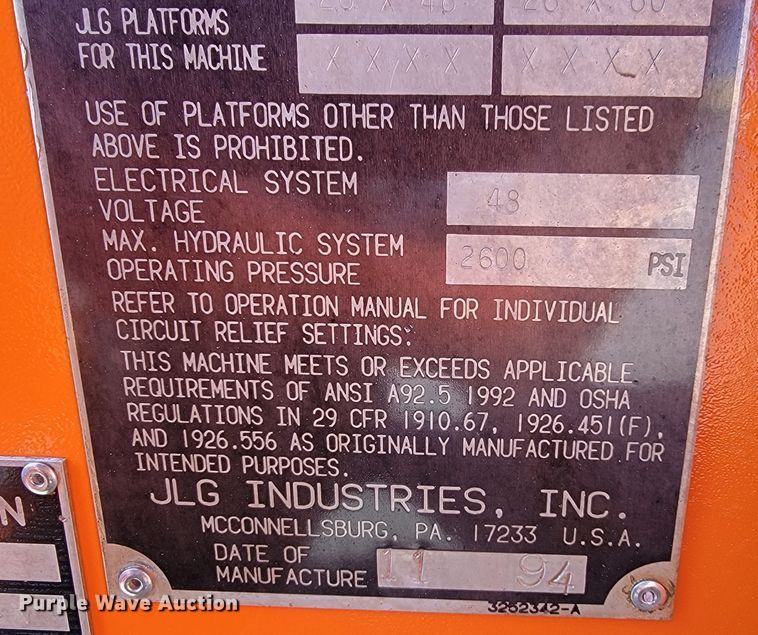 JLG PLATFORMS
FOR THIS MACHINE
X X X X X X X X
USE OF PLATFORMS OTHER THAN THOSE LISTED
ABOVE IS PROHIBITED.
ELECTRICAL SYSTEM
VOLTAGE 48
MAX. HYDRAULIC SYSTEM
OPERATING PRESSURE 2600 PSI
REFER TO OPERATION MANUAL FOR INDIVIDUAL
CIRCUIT RELIEF SETTINGS:
THIS MACHINE MEETS OR EXCEEDS APPLICABLE
REQUIREMENTS OF ANSI A92.5 1992 AND OSHA
REGULATIONS IN 29 CFR 1910.67, 1926.451(F),
AND 1926.556 AS ORIGINALLY MANUFACTURED FOR
INTENDED PURPOSES.
JLG INDUSTRIES, INC.
MCCONNELLSBURG, PA. 17233 U.S.A.
DATE OF
MANUFACTURE 11 94
3252342-A
N
Purple Wave Auction